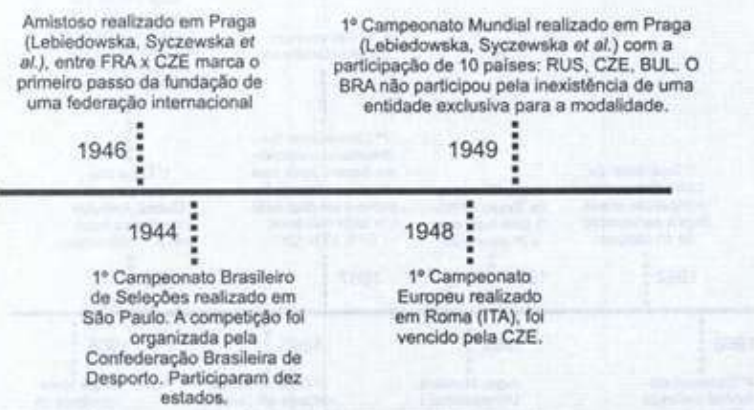 Amistoso realizado em Praga
(Lebiedowska, Syczewska et
al.), entre FRA x CZE marca o
primeiro passo da fundação de
uma federação internacional
1º Campeonato Mundial realizado em Praga
(Lebiedowska, Syczewska et al.) com a
participação de 10 países: RUS, CZE, BUL. O
BRA não participou pela inexistência de uma
entidade exclusiva para a modalidade.
1946
1949
1944
1948
1º Campeonato Brasileiro
de Seleções realizado em
São Paulo. A competição foi
organizada pela
Confederação Brasileira de
Desporto. Participaram dez
estados.
1º Campeonato
Europeu realizado
em Roma (ITA), foi
vencido pela CZE.